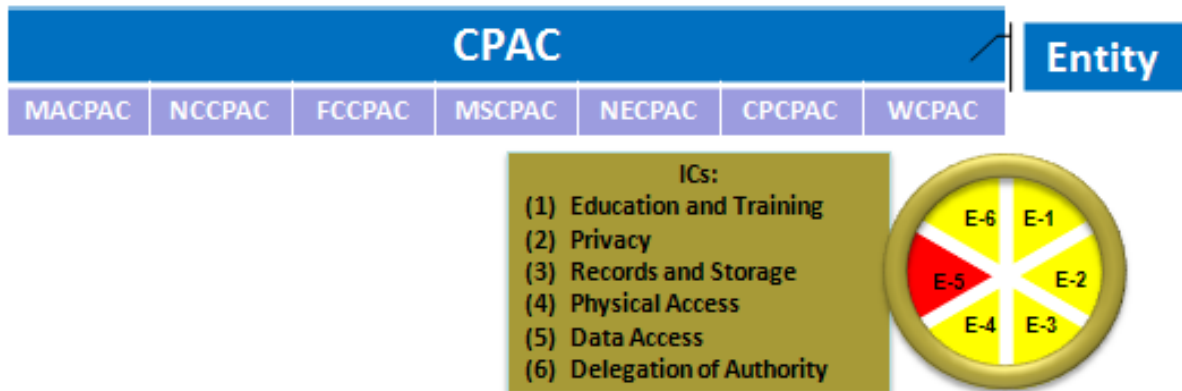 CPAC
Entity
MACPAC NCCPAC FCCPAC MSCPAC NECPAC CPCPAC WCPAC
ICs:
(1) Education and Training
(2) Privacy
(3) Records and Storage
(4) Physical Access
(5) Data Access
(6) Delegation of Authority
E-6 E-1
E-5 E-2
E-4 E-3